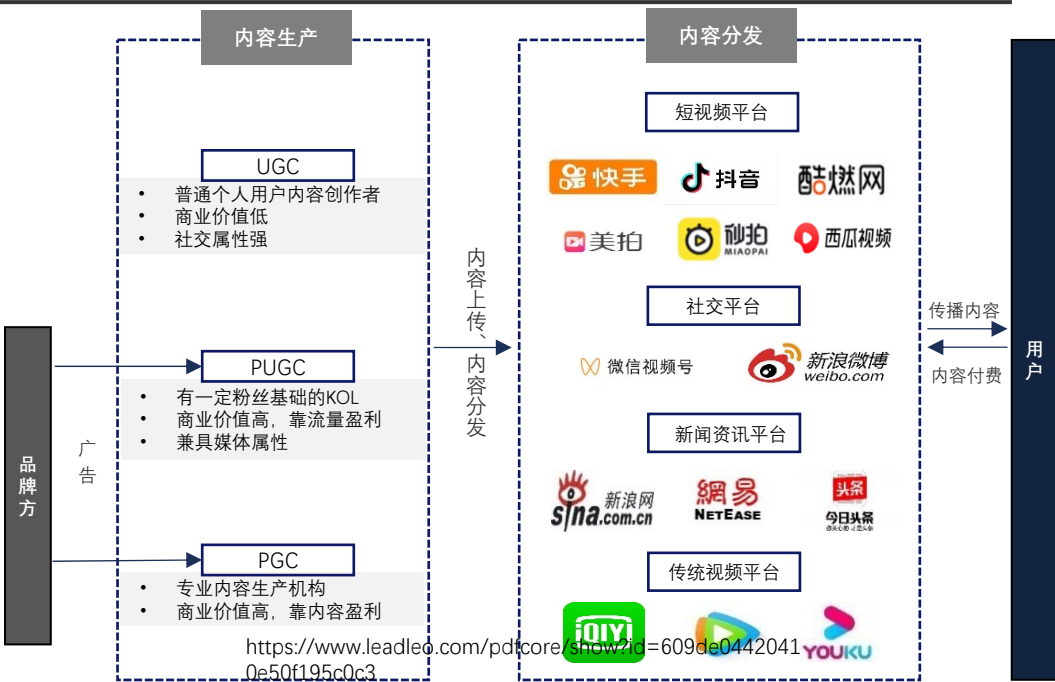 内容生产
内容分发
UGC
• 普通个人用户内容创作者
• 商业价值低
• 社交属性强
PUGC
• 有一定粉丝基础的KOL
• 商业价值高，靠流量盈利
• 兼具媒体属性
PGC
• 专业内容生产机构
• 商业价值高，靠内容盈利
品牌方
广告
内容上传、内容分发
短视频平台
快手
抖音
酷燃网
美拍
秒拍
MIAOPAI
西瓜视频
社交平台
微信视频号
新浪微博
weibo.com
新闻资讯平台
新浪网
sina.com.cn
網易
NETEASE
头条
今日头条
传统视频平台
iQIYI
YOUKU
传播内容
内容付费
用户
https://www.leadleo.com/pdfcore/show?id=609de0442041
0e50f195c0c3